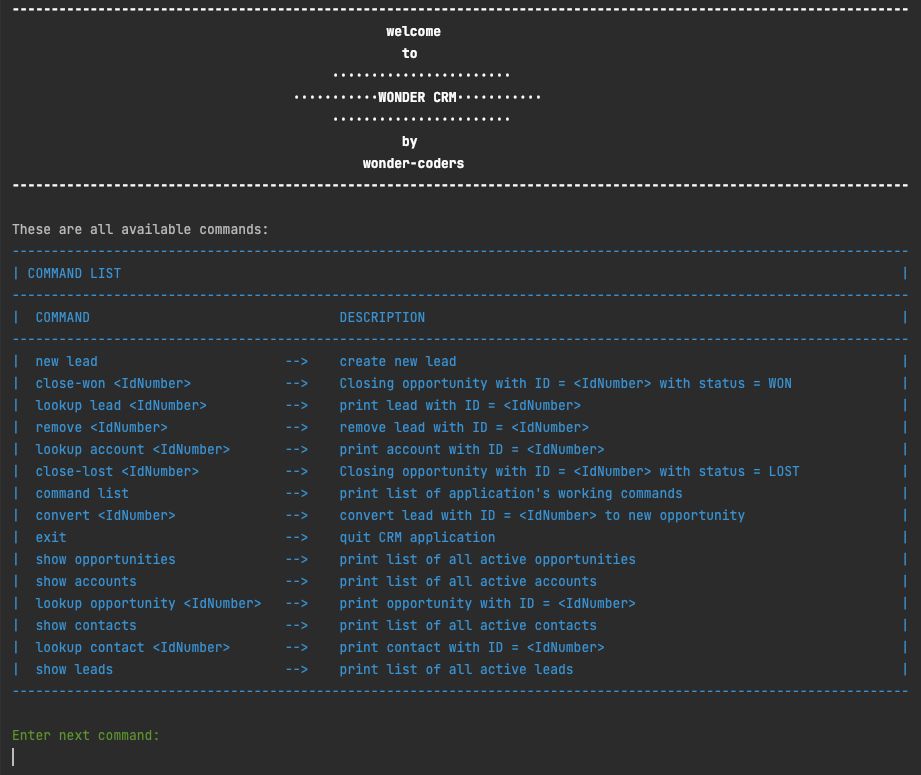 welcome
to
WONDER CRM
by
wonder-coders
These are all available commands:
| COMMAND LIST |
| COMMAND DESCRIPTION |
| new lead --> create new lead |
| close-won <IdNumber> --> Closing opportunity with ID = <IdNumber> with status = WON |
| lookup lead <IdNumber> --> print lead with ID = <IdNumber> |
| remove <IdNumber> --> remove lead with ID = <IdNumber> |
| lookup account <IdNumber> --> print account with ID = <IdNumber> |
| close-lost <IdNumber> --> Closing opportunity with ID = <IdNumber> with status = LOST |
| command list --> print list of application's working commands |
| convert <IdNumber> --> convert lead with ID = <IdNumber> to new opportunity |
| exit --> quit CRM application |
| show opportunities --> print list of all active opportunities |
| show accounts --> print list of all active accounts |
| lookup opportunity <IdNumber> --> print opportunity with ID = <IdNumber> |
| show contacts --> print list of all active contacts |
| lookup contact <IdNumber> --> print contact with ID = <IdNumber> |
| show leads --> print list of all active leads |
Enter next command: